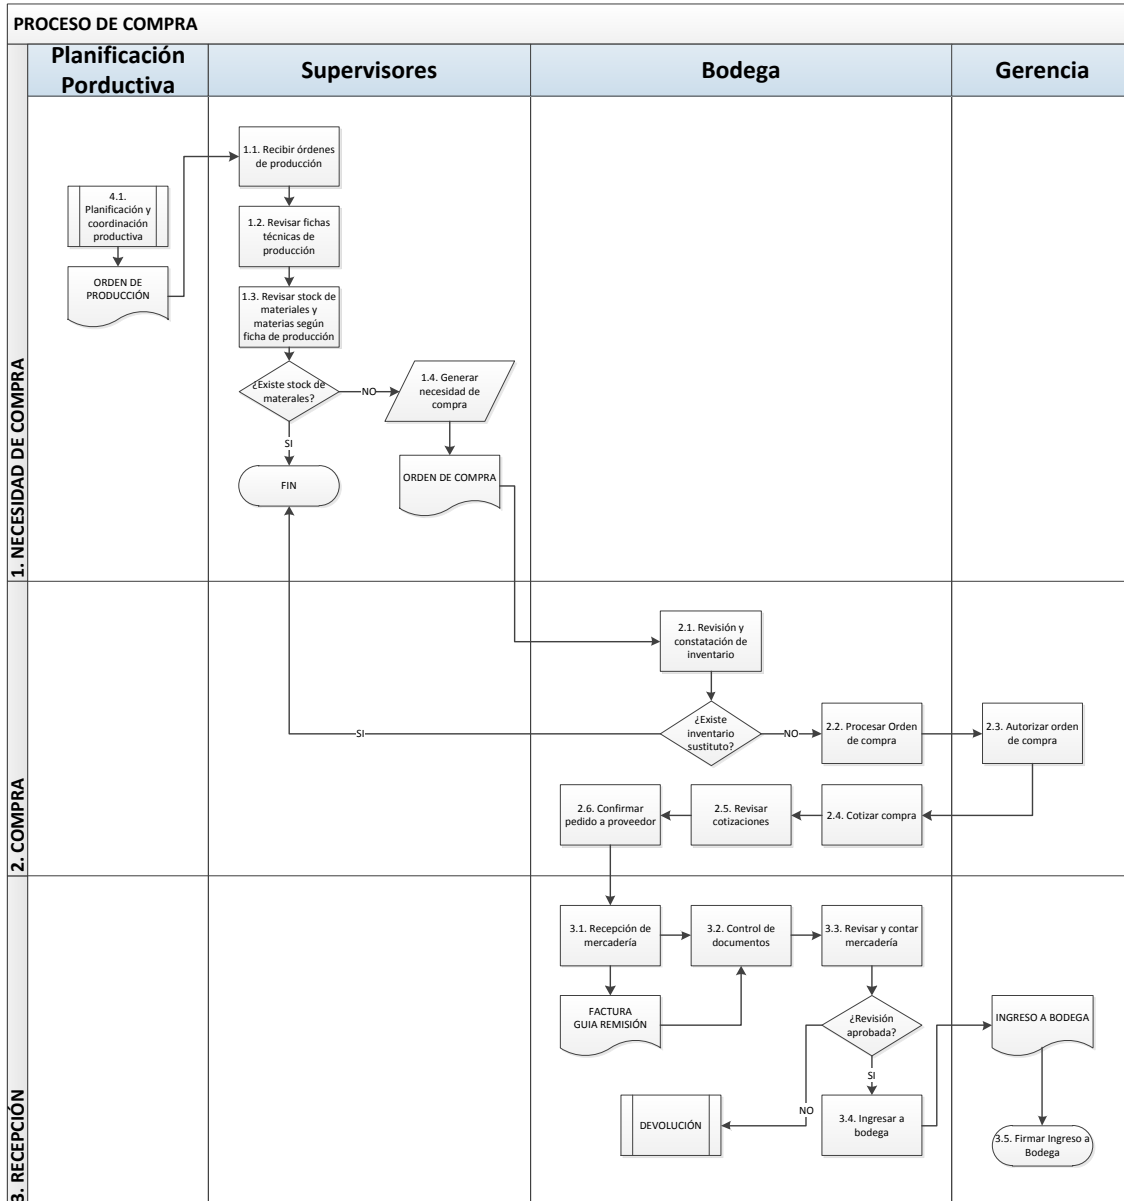 PROCESO DE COMPRA
Planificación
Porductiva
Supervisores
Bodega
Gerencia
1. NECESIDAD DE COMPRA
4.1.
Planificación y
coordinación
productiva
ORDEN DE
PRODUCCIÓN
1.1. Recibir órdenes
de producción
1.2. Revisar fichas
técnicas de
producción
1.3. Revisar stock de
materiales y
materias según
ficha de producción
¿Existe stock de
materales?
NO
1.4. Generar
necesidad de
compra
SI
FIN
ORDEN DE COMPRA
2. COMPRA
2.1. Revisión y
constatación de
inventario
¿Existe
inventario
sustituto?
SI
NO
2.2. Procesar Orden
de compra
2.3. Autorizar orden
de compra
2.6. Confirmar
pedido a proveedor
2.5. Revisar
cotizaciones
2.4. Cotizar compra
3. RECEPCIÓN
3.1. Recepción de
mercadería
3.2. Control de
documentos
3.3. Revisar y contar
mercadería
FACTURA
GUIA REMISIÓN
¿Revisión
aprobada?
INGRESO A BODEGA
SI
NO
DEVOLUCIÓN
3.4. Ingresar a
bodega
3.5. Firmar Ingreso a
Bodega